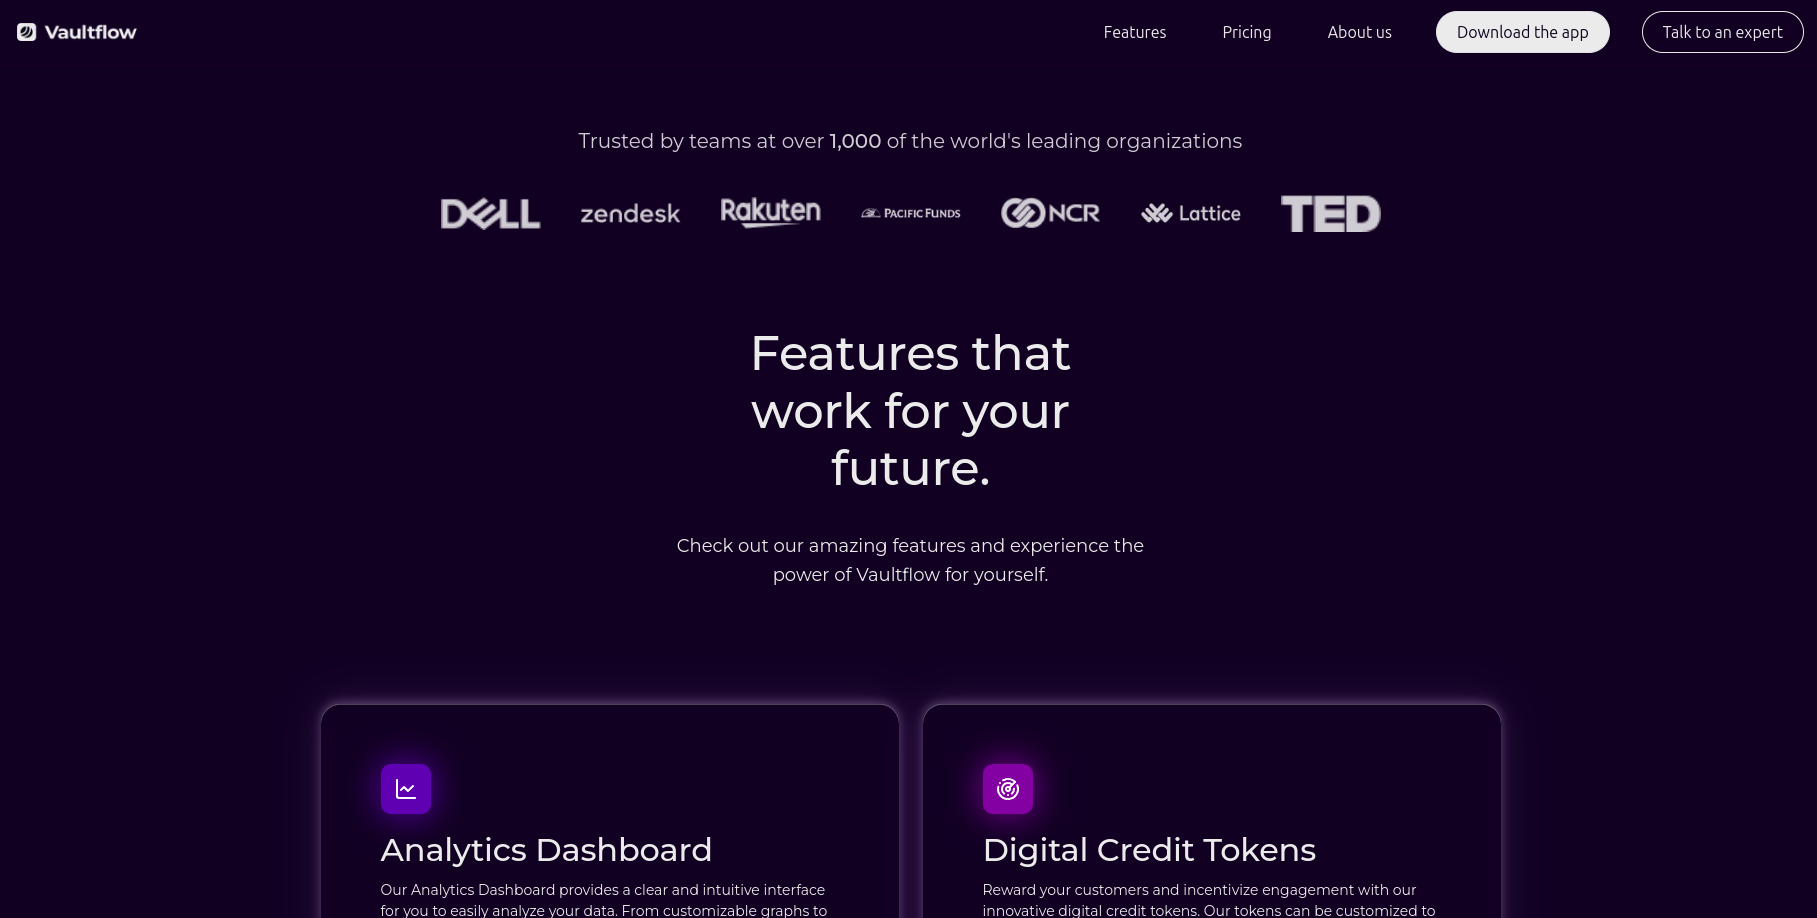 Vaultflow
Features
Pricing
About us
Download the app
Talk to an expert
Trusted by teams at over 1,000 of the world's leading organizations
DELL
zendesk
Rakuten
PACIFIC FUNDS
NCR
Lattice
TED
Features that
work for your
future.
Check out our amazing features and experience the
power of Vaultflow for yourself.
Analytics Dashboard
Our Analytics Dashboard provides a clear and intuitive interface
for you to easily analyze your data. From customizable graphs to
Digital Credit Tokens
Reward your customers and incentivize engagement with our
innovative digital credit tokens. Our tokens can be customized to